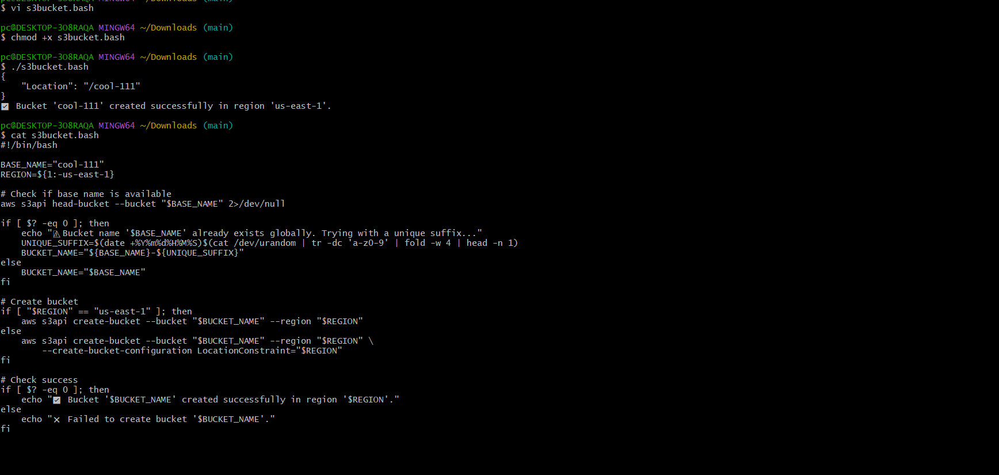 $ vi s3bucket.bash
pc@DESKTOP-3O8RAQA MINGW64 ~/Downloads (main)
$ chmod +x s3bucket.bash
pc@DESKTOP-3O8RAQA MINGW64 ~/Downloads (main)
$ ./s3bucket.bash
{
    "Location": "/cool-111"
}
☑ Bucket 'cool-111' created successfully in region 'us-east-1'.
pc@DESKTOP-3O8RAQA MINGW64 ~/Downloads (main)
$ cat s3bucket.bash
#!/bin/bash
BASE_NAME="cool-111"
REGION=${1:-us-east-1}
# Check if base name is available
aws s3api head-bucket --bucket "$BASE_NAME" 2>/dev/null
if [ $? -eq 0 ]; then
    echo "⚠Bucket name '$BASE_NAME' already exists globally. Trying with a unique suffix..."
    UNIQUE_SUFFIX=$(date +%Y%m%d%H%M%S)$(cat /dev/urandom | tr -dc 'a-z0-9' | fold -w 4 | head -n 1)
    BUCKET_NAME="${BASE_NAME}-${UNIQUE_SUFFIX}"
else
    BUCKET_NAME="$BASE_NAME"
fi
# Create bucket
if [ "$REGION" == "us-east-1" ]; then
    aws s3api create-bucket --bucket "$BUCKET_NAME" --region "$REGION"
else
    aws s3api create-bucket --bucket "$BUCKET_NAME" --region "$REGION" \
        --create-bucket-configuration LocationConstraint="$REGION"
fi
# Check success
if [ $? -eq 0 ]; then
    echo "☑ Bucket '$BUCKET_NAME' created successfully in region '$REGION'."
else
    echo "✕ Failed to create bucket '$BUCKET_NAME'."
fi